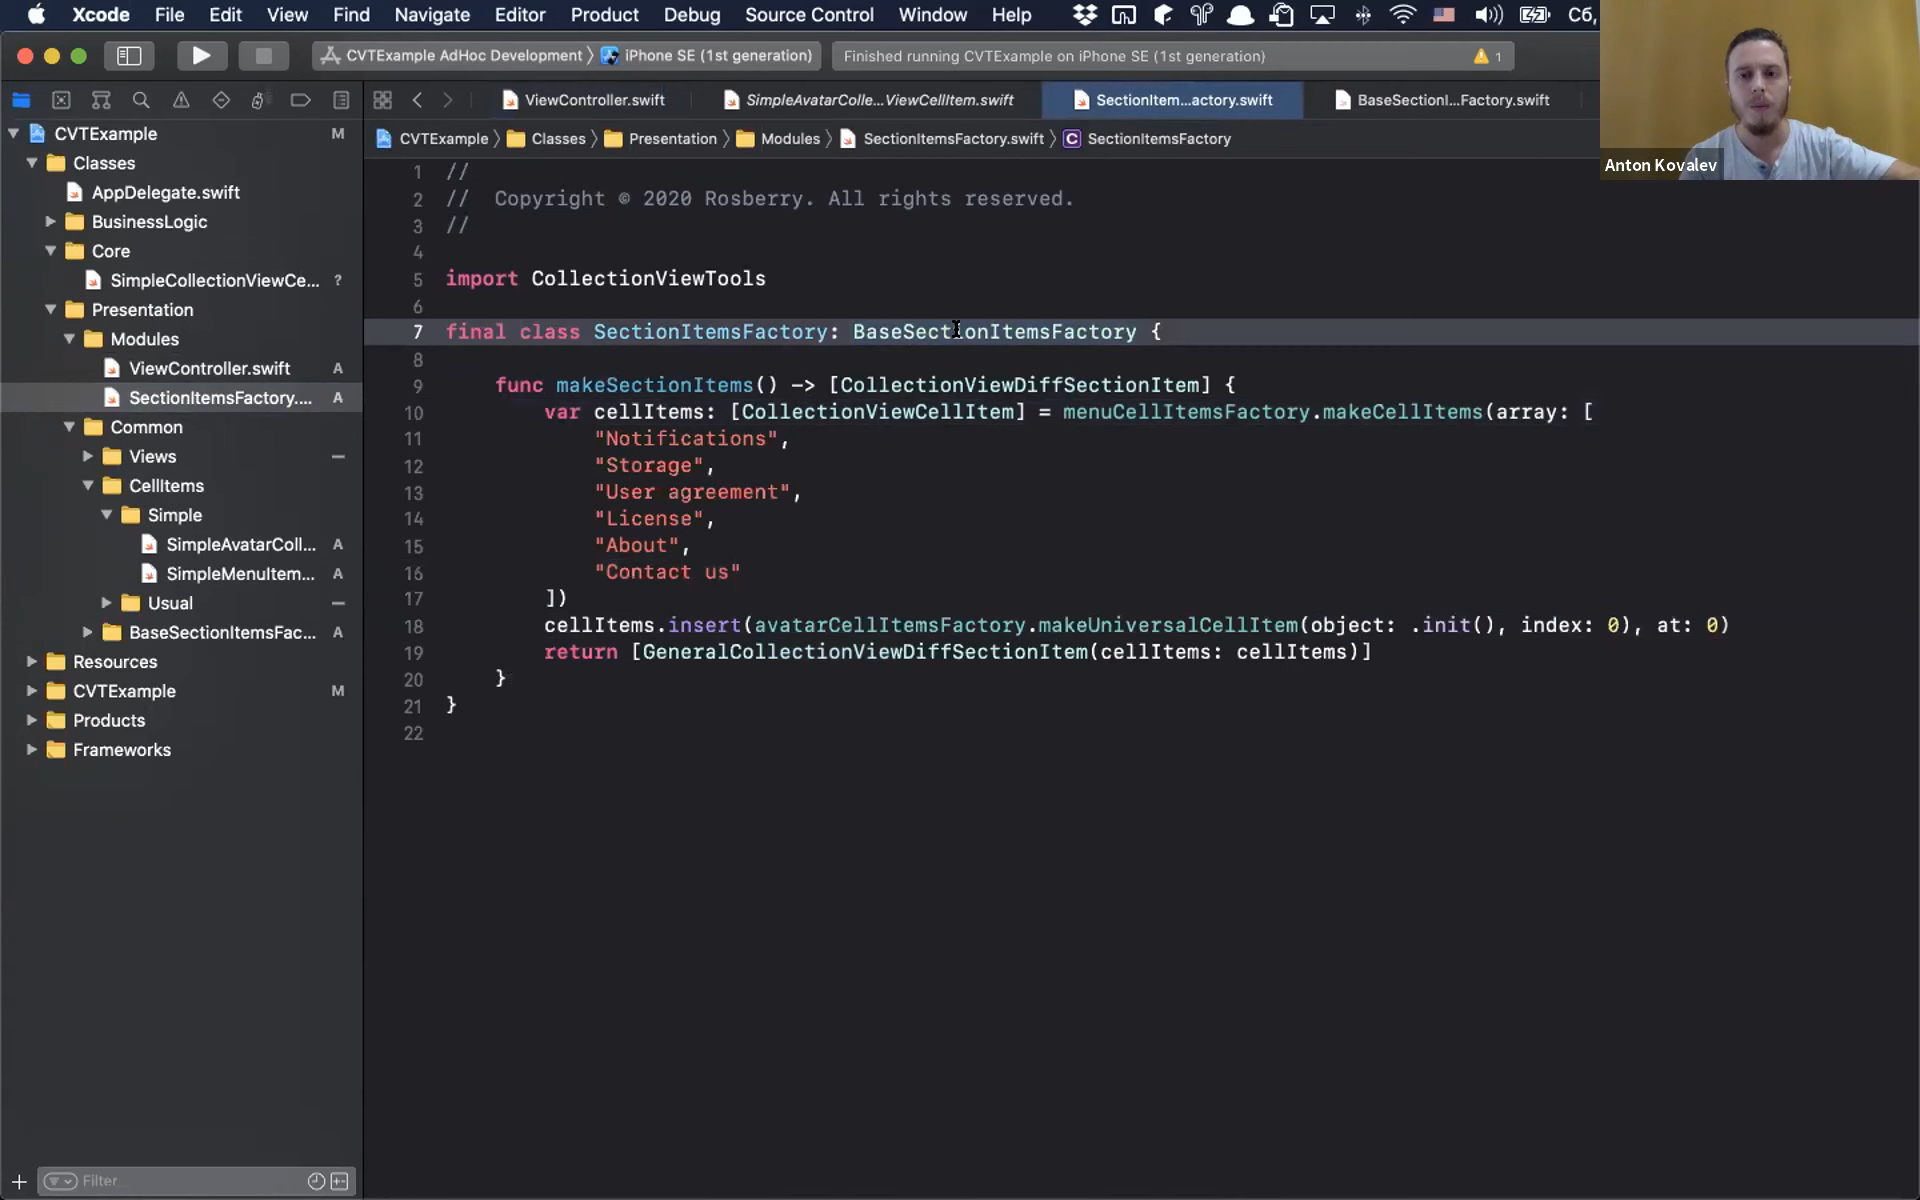 Xcode File Edit View Find Navigate Editor Product Debug Source Control Window Help Сб,
CVTExample AdHoc Development iPhone SE (1st generation) Finished running CVTExample on iPhone SE (1st generation) 1
ViewController.swift SimpleAvatarColle...ViewCellItem.swift SectionItem...actory.swift BaseSectionI...Factory.swift
Anton Kovalev
CVTExample Classes Presentation Modules SectionItemsFactory.swift C SectionItemsFactory
CVTExample M
Classes
AppDelegate.swift
BusinessLogic
Core
SimpleCollectionViewCe... ?
Presentation
Modules
ViewController.swift A
SectionItemsFactory.... A
Common
Views
CellItems
Simple
SimpleAvatarColl... A
SimpleMenuItem... A
Usual
BaseSectionItemsFac... A
Resources
CVTExample M
Products
Frameworks
Filter
1 //
2 // Copyright © 2020 Rosberry. All rights reserved.
3 //
4
5 import CollectionViewTools
6
7 final class SectionItemsFactory: BaseSectionItemsFactory {
8
9 func makeSectionItems() -> [CollectionViewDiffSectionItem] {
10 var cellItems: [CollectionViewCellItem] = menuCellItemsFactory.makeCellItems(array: [
11 "Notifications",
12 "Storage",
13 "User agreement",
14 "License",
15 "About",
16 "Contact us"
17 ])
18 cellItems.insert(avatarCellItemsFactory.makeUniversalCellItem(object: .init(), index: 0), at: 0)
19 return [GeneralCollectionViewDiffSectionItem(cellItems: cellItems)]
20 }
21 }
22